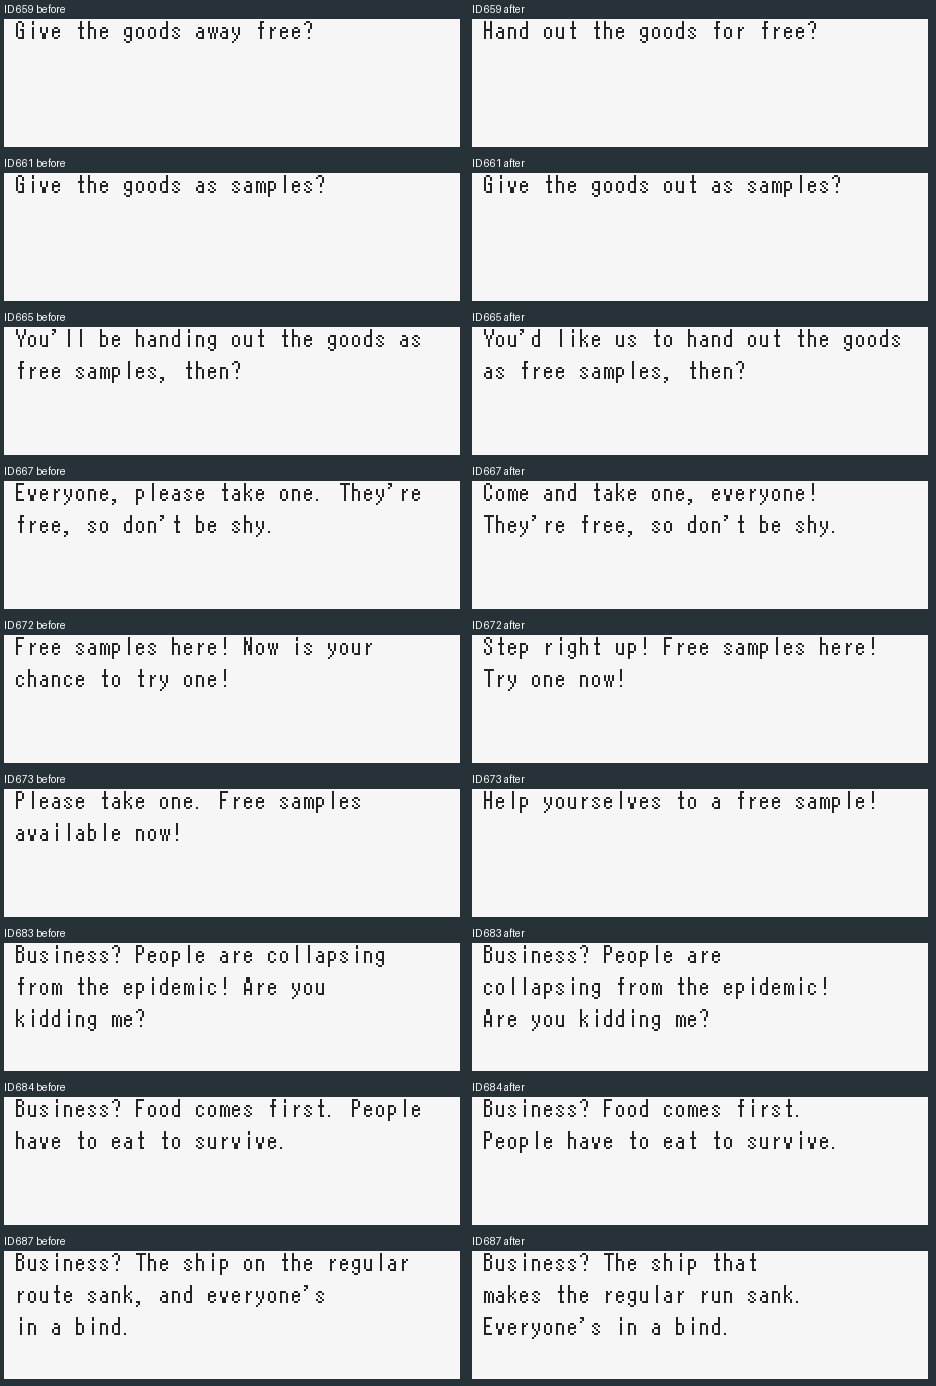 ID659 before
Give the goods away free?
ID659 after
Hand out the goods for free?
ID661 before
Give the goods as samples?
ID661 after
Give the goods out as samples?
ID665 before
You'll be handing out the goods as
free samples, then?
ID665 after
You'd like us to hand out the goods
as free samples, then?
ID667 before
Everyone, please take one. They're
free, so don't be shy.
ID667 after
Come and take one, everyone!
They're free, so don't be shy.
ID672 before
Free samples here! Now is your
chance to try one!
ID672 after
Step right up! Free samples here!
Try one now!
ID673 before
Please take one. Free samples
available now!
ID673 after
Help yourselves to a free sample!
ID683 before
Business? People are collapsing
from the epidemic! Are you
kidding me?
ID683 after
Business? People are
collapsing from the epidemic!
Are you kidding me?
ID684 before
Business? Food comes first. People
have to eat to survive.
ID684 after
Business? Food comes first.
People have to eat to survive.
ID687 before
Business? The ship on the regular
route sank, and everyone's
in a bind.
ID687 after
Business? The ship that
makes the regular run sank.
Everyone's in a bind.